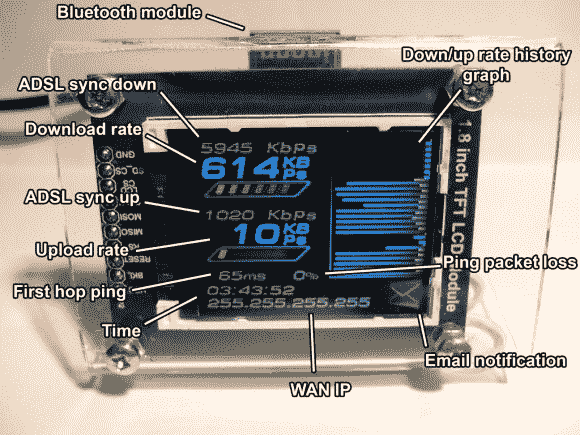 Bluetooth module
Down/up rate history
graph
ADSL sync down
Download rate
ADSL sync up
Upload rate
First hop ping
Time
WAN IP
Email notification
Ping packet loss
5945 KbPs
614 KB
Ps
1020 KbPs
10 KB
Ps
65ms 0%
03:43:52
255.255.255.255
1.8 inch TFT LCD Module
GND
SD_CS
MOSI
MISO
RESET